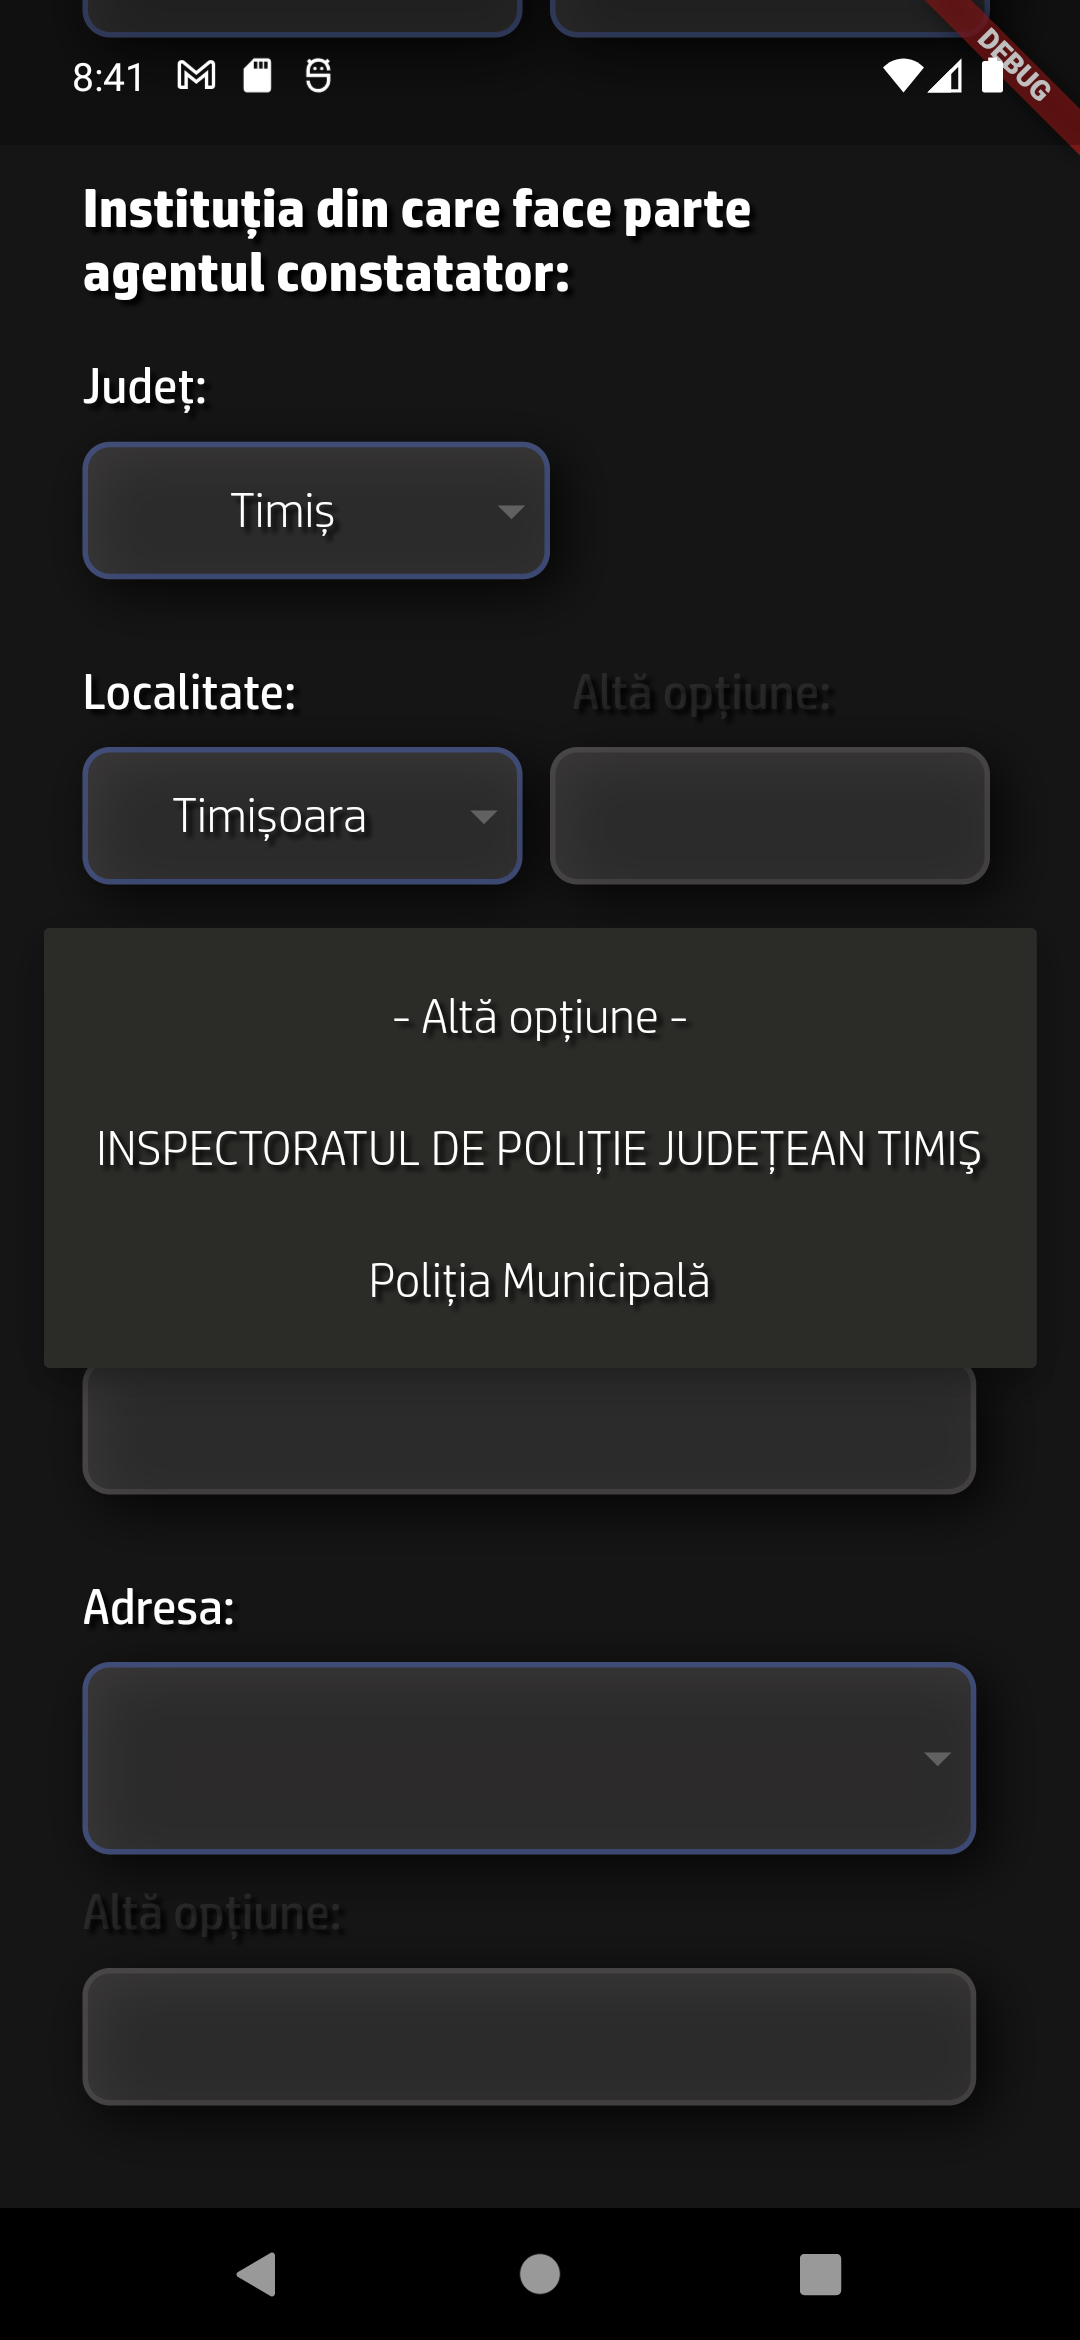 8:41
DEBUG
Instituția din care face parte
agentul constatator:
Județ:
Timiș
Localitate:
Altă opțiune:
Timișoara
- Altă opțiune -
INSPECTORATUL DE POLIȚIE JUDEȚEAN TIMIŞ
Poliția Municipală
Adresa:
Altă opțiune: